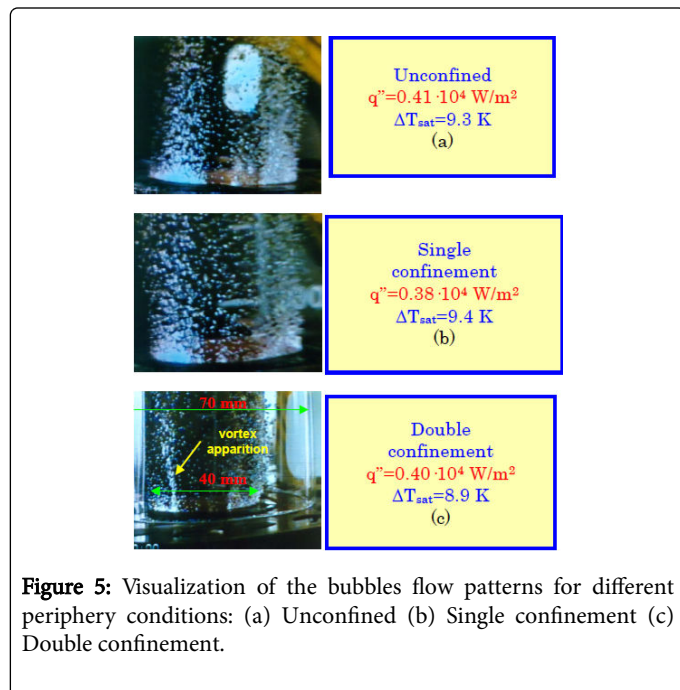 Unconfined
q”=0.41·10⁴ W/m²
ΔTsat=9.3 K
(a)
Single
confinement
q”=0.38·10⁴ W/m²
ΔTsat=9.4 K
(b)
70 mm
vortex
apparition
40 mm
Double
confinement
q”=0.40·10⁴ W/m²
ΔTsat=8.9 K
(c)
Figure 5: Visualization of the bubbles flow patterns for different
periphery conditions: (a) Unconfined (b) Single confinement (c)
Double confinement.